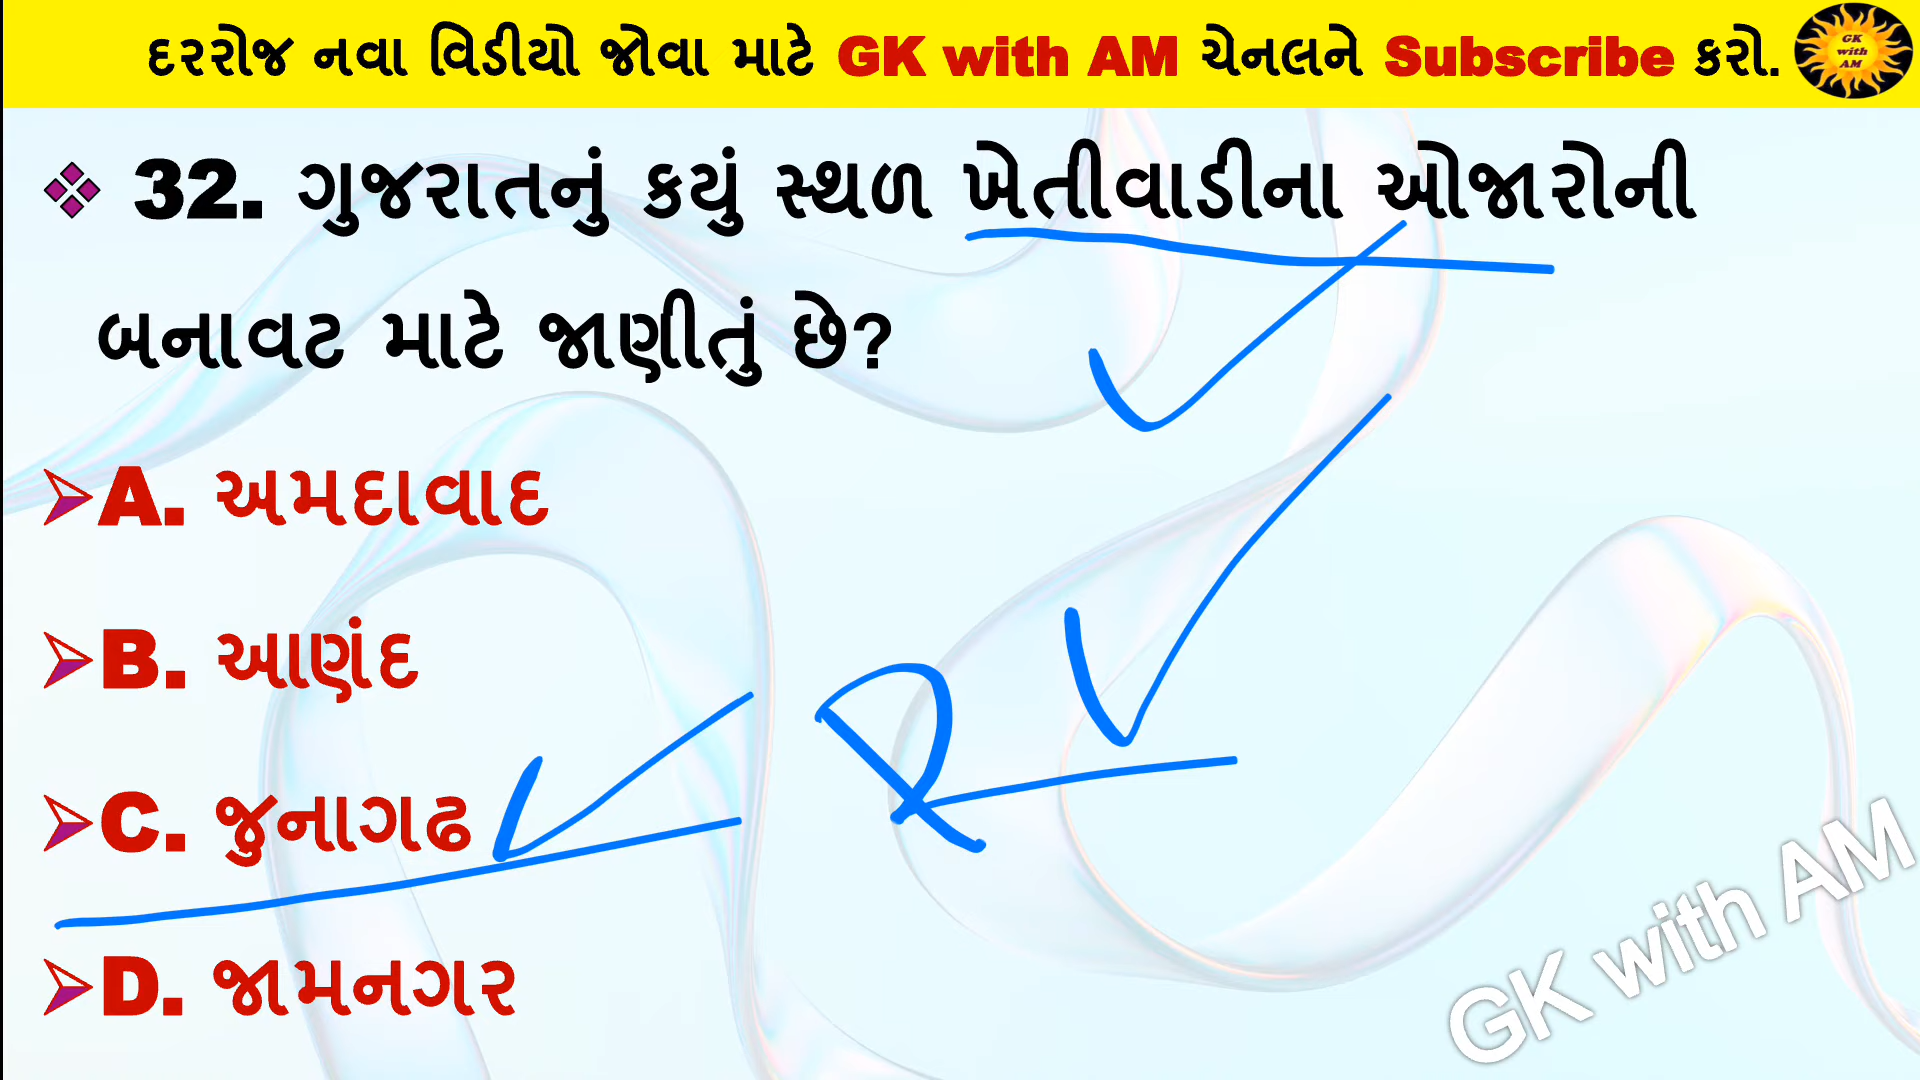 દરરોજ નવા વિડીયો જોવા માટે GK with AM ચેનલને Subscribe કરો.
GK
with
AM
32. ગુજરાતનું કયું સ્થળ ખેતીવાડીના ઓજારોની
બનાવટ માટે જાણીતું છે?
A. અમદાવાદ
B. આણંદ
C. જુનાગઢ
D. જામનગર
GK with AM